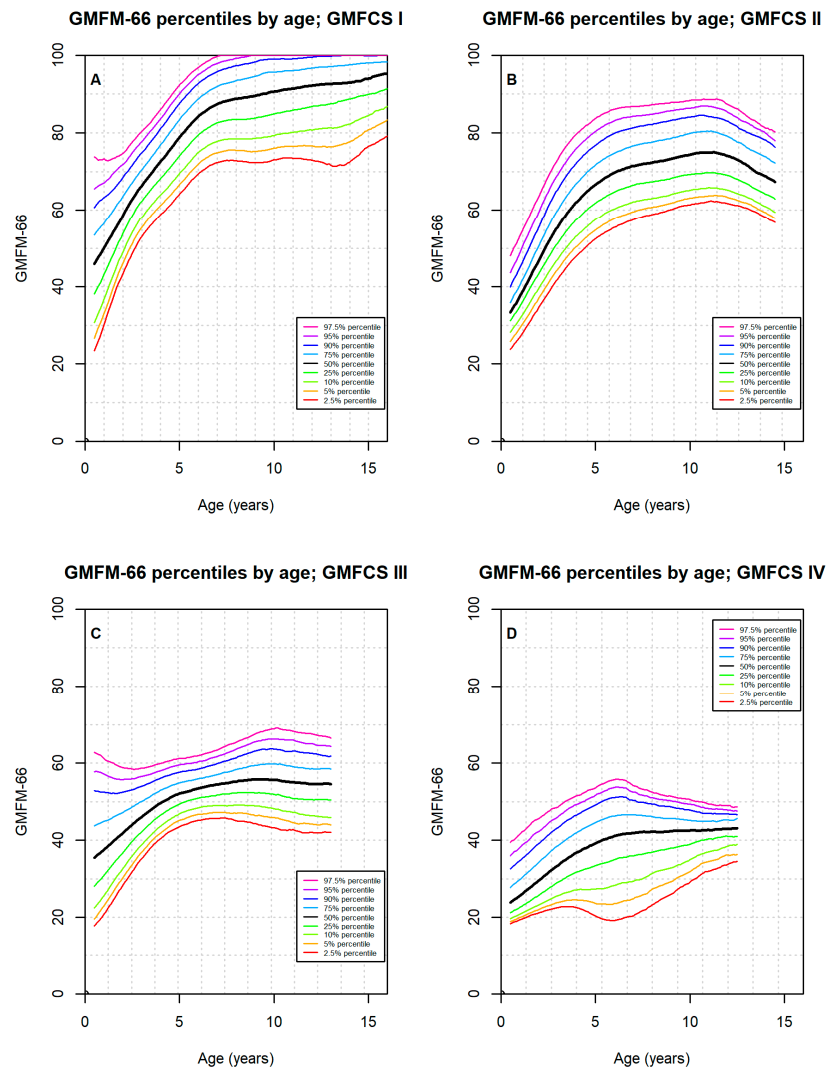 GMFM-66 percentiles by age; GMFCS I
A
GMFM-66
100
80
60
40
20
0
97.5% percentile
95% percentile
90% percentile
75% percentile
50% percentile
25% percentile
10% percentile
5% percentile
2.5% percentile
0 5 10 15
Age (years)
GMFM-66 percentiles by age; GMFCS II
B
GMFM-66
100
80
60
40
20
0
97.5% percentile
95% percentile
90% percentile
75% percentile
50% percentile
25% percentile
10% percentile
5% percentile
2.5% percentile
0 5 10 15
Age (years)
GMFM-66 percentiles by age; GMFCS III
C
GMFM-66
100
80
60
40
20
0
97.5% percentile
95% percentile
90% percentile
75% percentile
50% percentile
25% percentile
10% percentile
5% percentile
2.5% percentile
0 5 10 15
Age (years)
GMFM-66 percentiles by age; GMFCS IV
D
GMFM-66
100
80
60
40
20
0
97.5% percentile
95% percentile
90% percentile
75% percentile
50% percentile
25% percentile
10% percentile
5% percentile
2.5% percentile
0 5 10 15
Age (years)